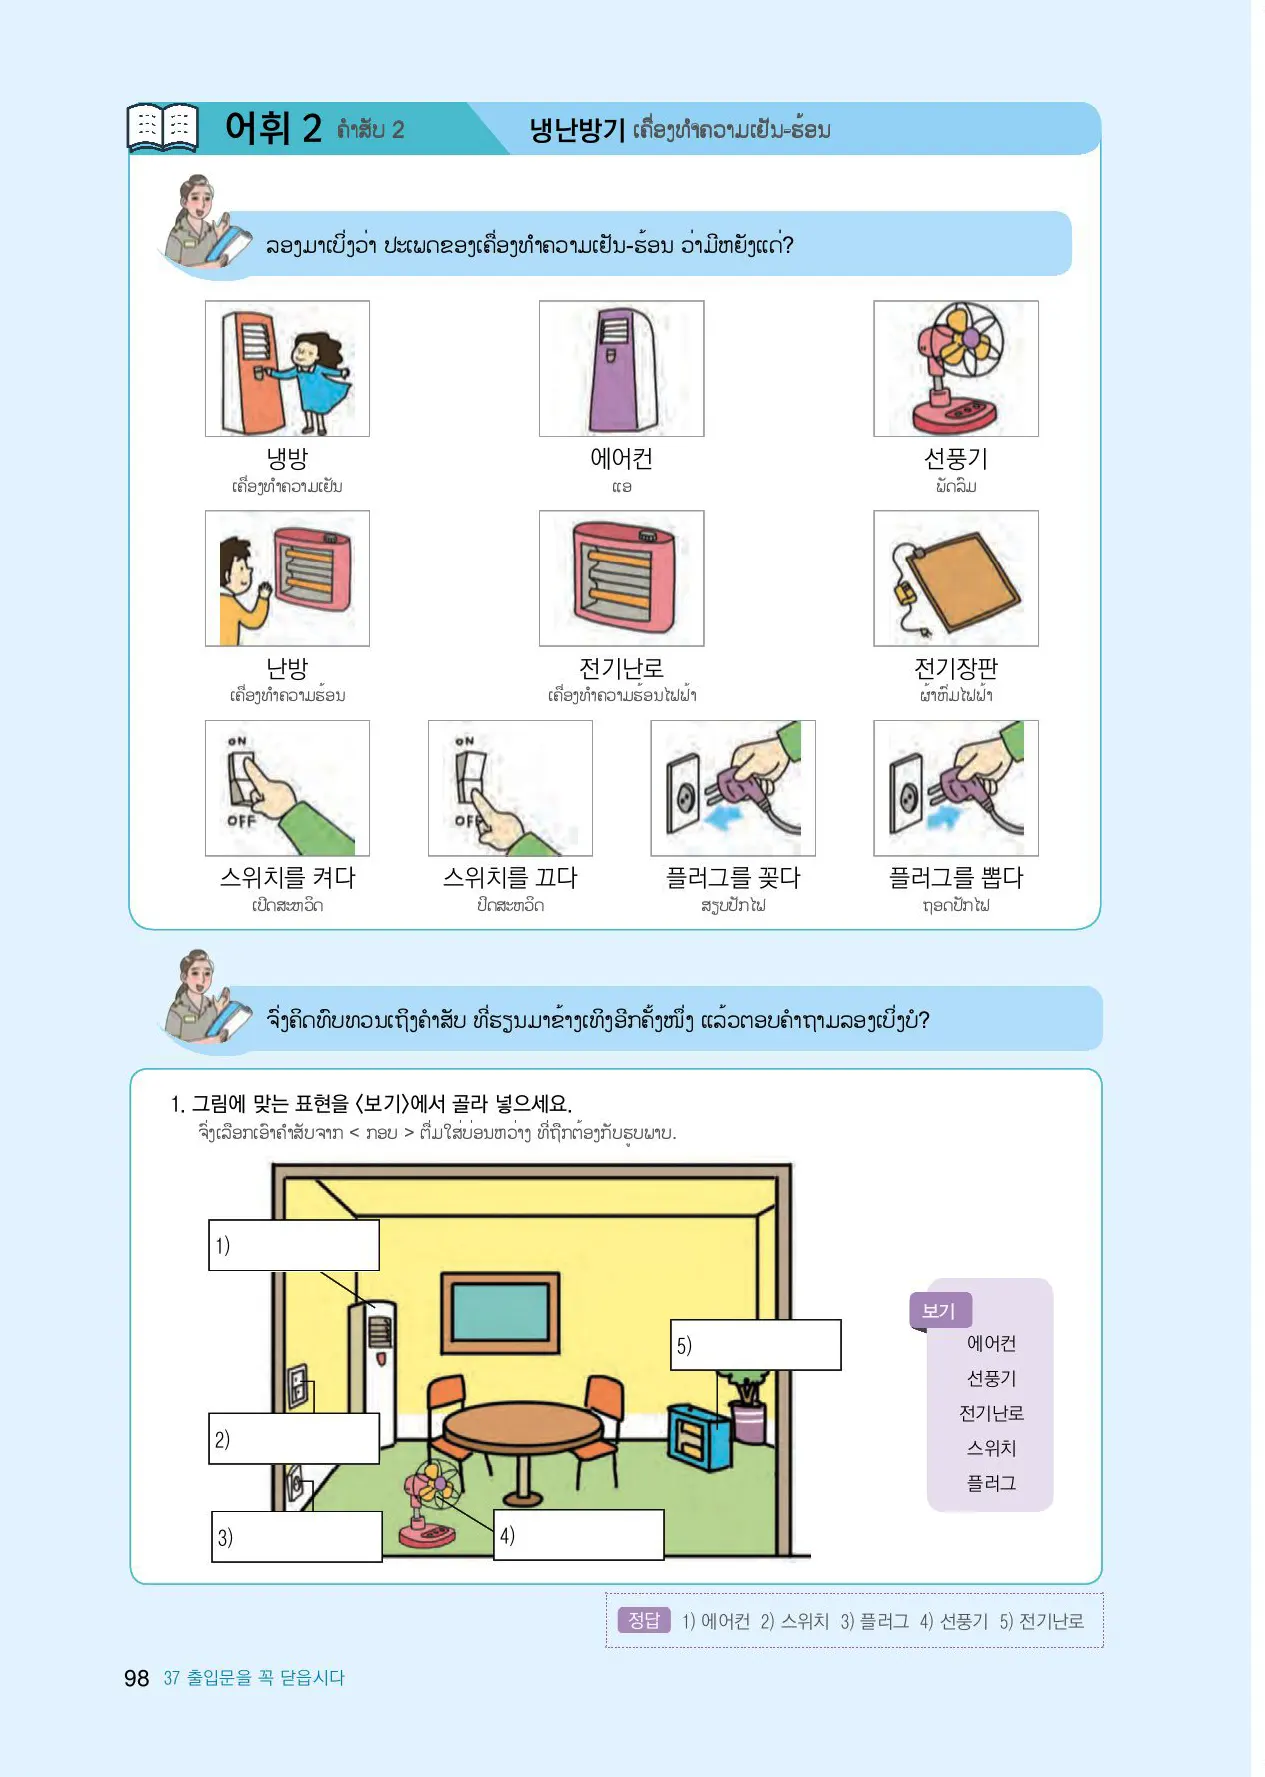 어휘 2 ຄຳສັບ 2 냉난방기 ເຄື່ອງທຳຄວາມເຢັນ-ຮ້ອນ
ລອງມາເບິ່ງວ່າ ປະເພດຂອງເຄື່ອງທຳຄວາມເຢັນ-ຮ້ອນ ວ່າມີຫຍັງແດ່?
냉방 에어컨 선풍기
ເຄື່ອງທຳຄວາມເຢັນ ແອ ພັດລົມ
난방 전기난로 전기장판
ເຄື່ອງທຳຄວາມຮ້ອນ ເຄື່ອງທຳຄວາມຮ້ອນໄຟຟ້າ ຜ້າຫົ່ມໄຟຟ້າ
ON ON
OFF OFF
스위치를 켜다 스위치를 끄다 플러그를 꽂다 플러그를 뽑다
ເປີດສະຫວິດ ປິດສະຫວິດ ສຽບປັກໄຟ ຖອດປັກໄຟ
ຈົ່ງຄິດທົບທວນເຖິງຄຳສັບ ທີ່ຮຽນມາຂ້າງເທິງອີກຄັ້ງໜຶ່ງ ແລ້ວຕອບຄຳຖາມລອງເບິ່ງບໍ?
1. 그림에 맞는 표현을 〈보기〉에서 골라 넣으세요.
ຈົ່ງເລືອກເອົາຄຳສັບຈາກ < ກອບ > ຕື່ມໃສ່ບ່ອນຫວ່າງ ທີ່ຖືກຕ້ອງກັບຮູບພາບ.
1)
2)
3)
4)
5)
보기
에어컨
선풍기
전기난로
스위치
플러그
정답 1) 에어컨 2) 스위치 3) 플러그 4) 선풍기 5) 전기난로
98 37 출입문을 꼭 닫읍시다